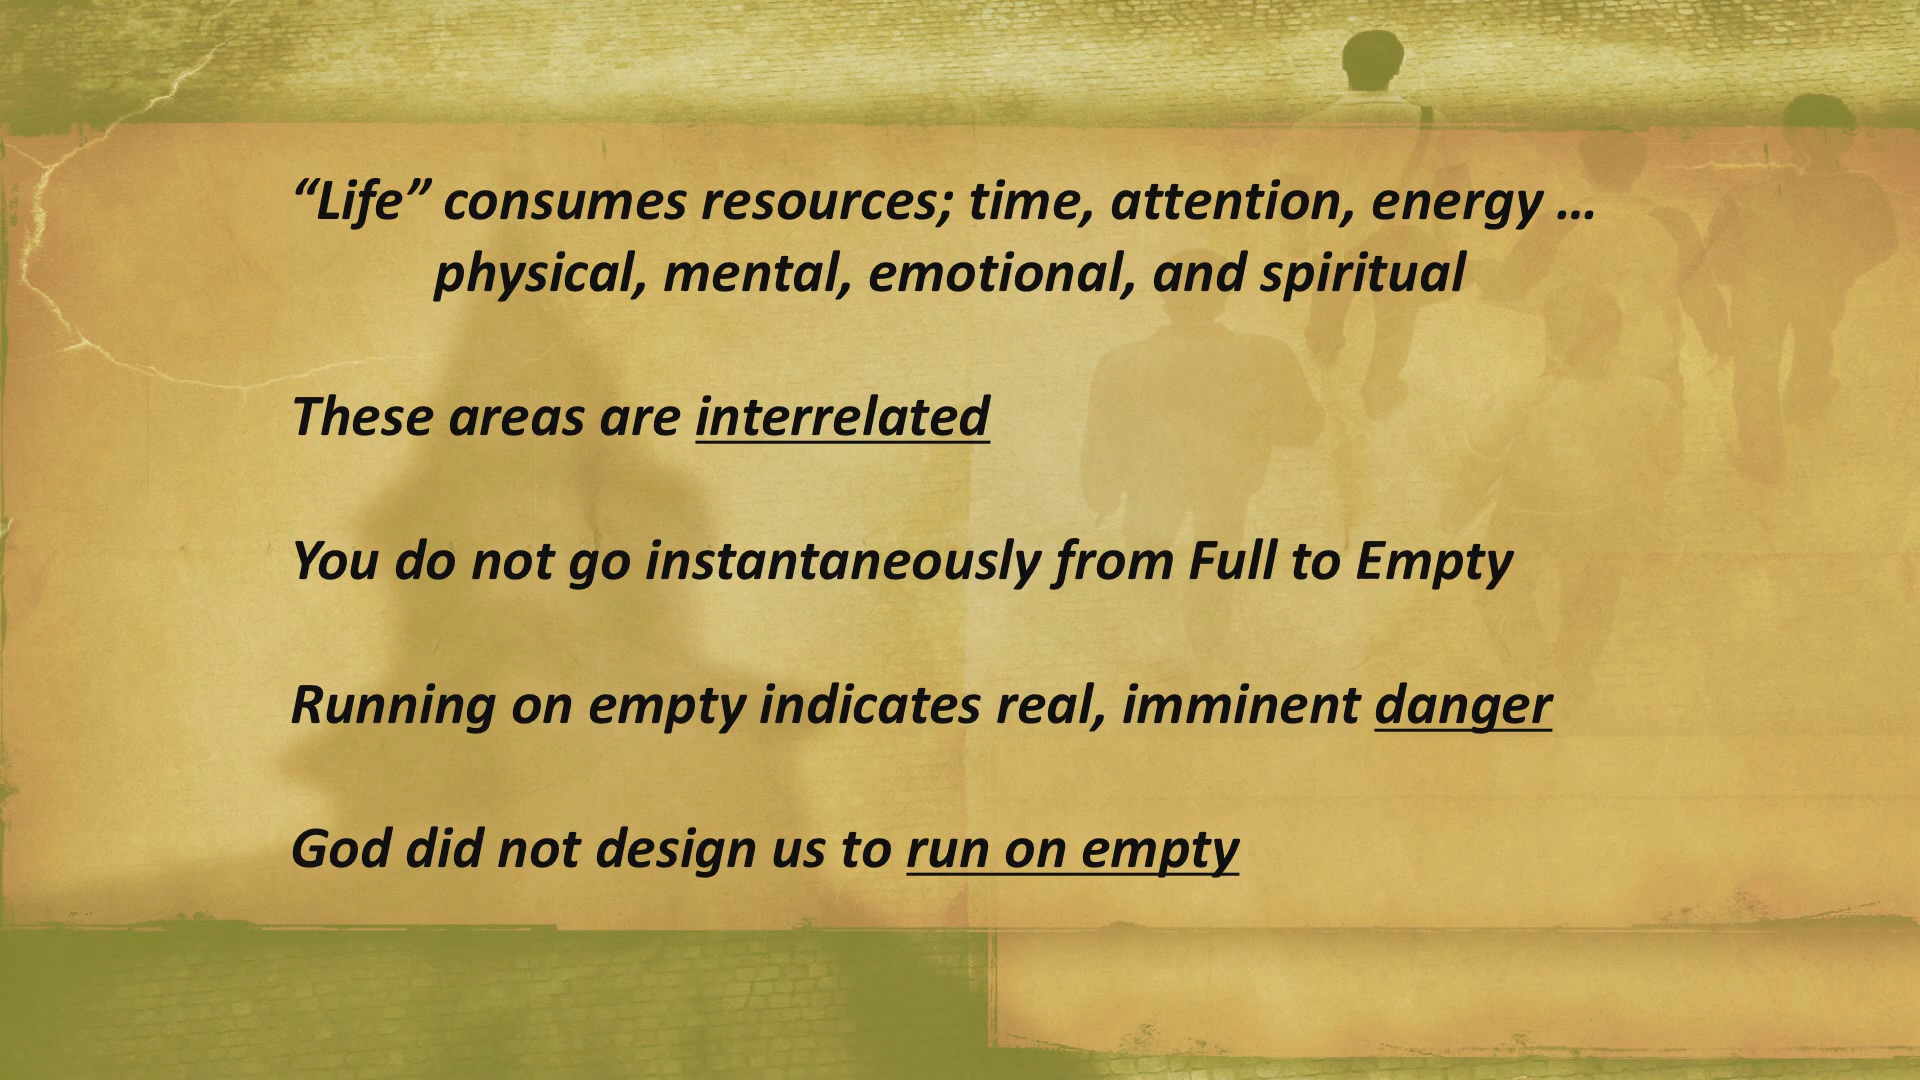 “Life” consumes resources; time, attention, energy …
physical, mental, emotional, and spiritual
These areas are interrelated
You do not go instantaneously from Full to Empty
Running on empty indicates real, imminent danger
God did not design us to run on empty